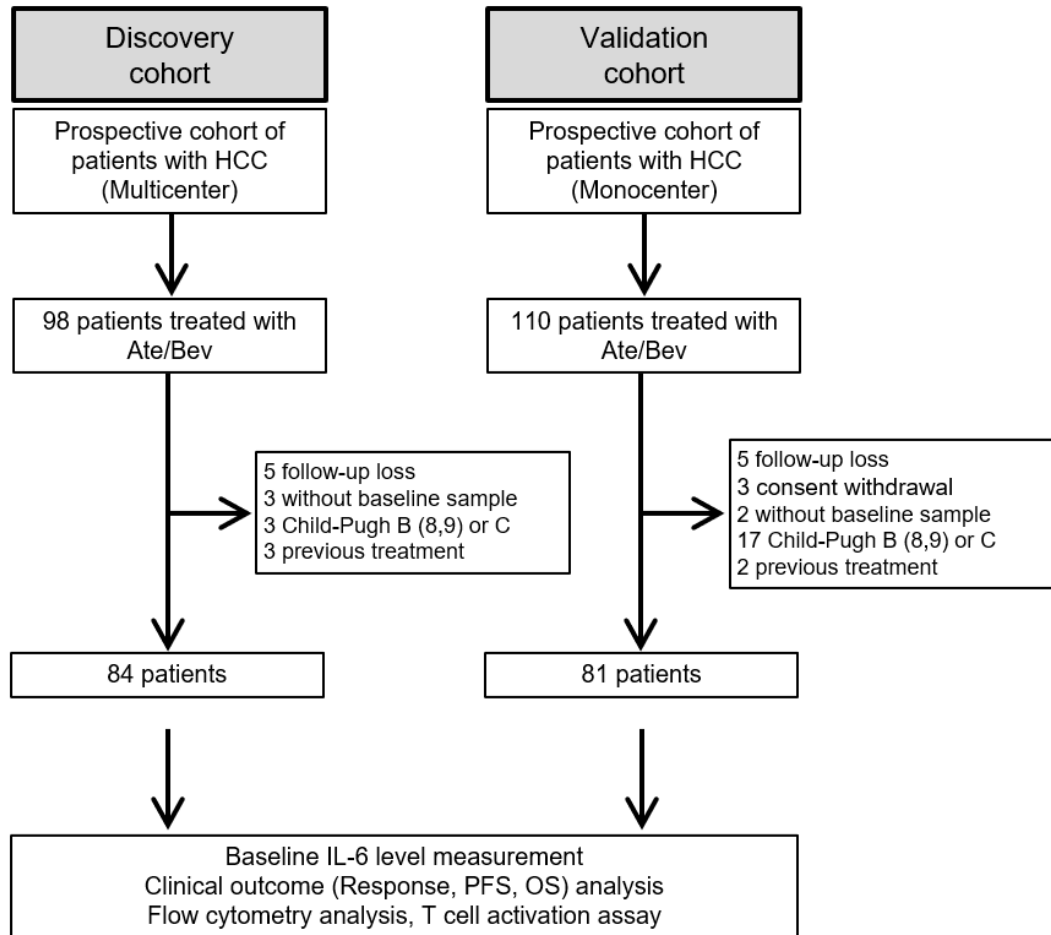 Discovery
cohort
Prospective cohort of
patients with HCC
(Multicenter)
98 patients treated with
Ate/Bev
5 follow-up loss
3 without baseline sample
3 Child-Pugh B (8,9) or C
3 previous treatment
84 patients
Validation
cohort
Prospective cohort of
patients with HCC
(Monocenter)
110 patients treated with
Ate/Bev
5 follow-up loss
3 consent withdrawal
2 without baseline sample
17 Child-Pugh B (8,9) or C
2 previous treatment
81 patients
Baseline IL-6 level measurement
Clinical outcome (Response, PFS, OS) analysis
Flow cytometry analysis, T cell activation assay